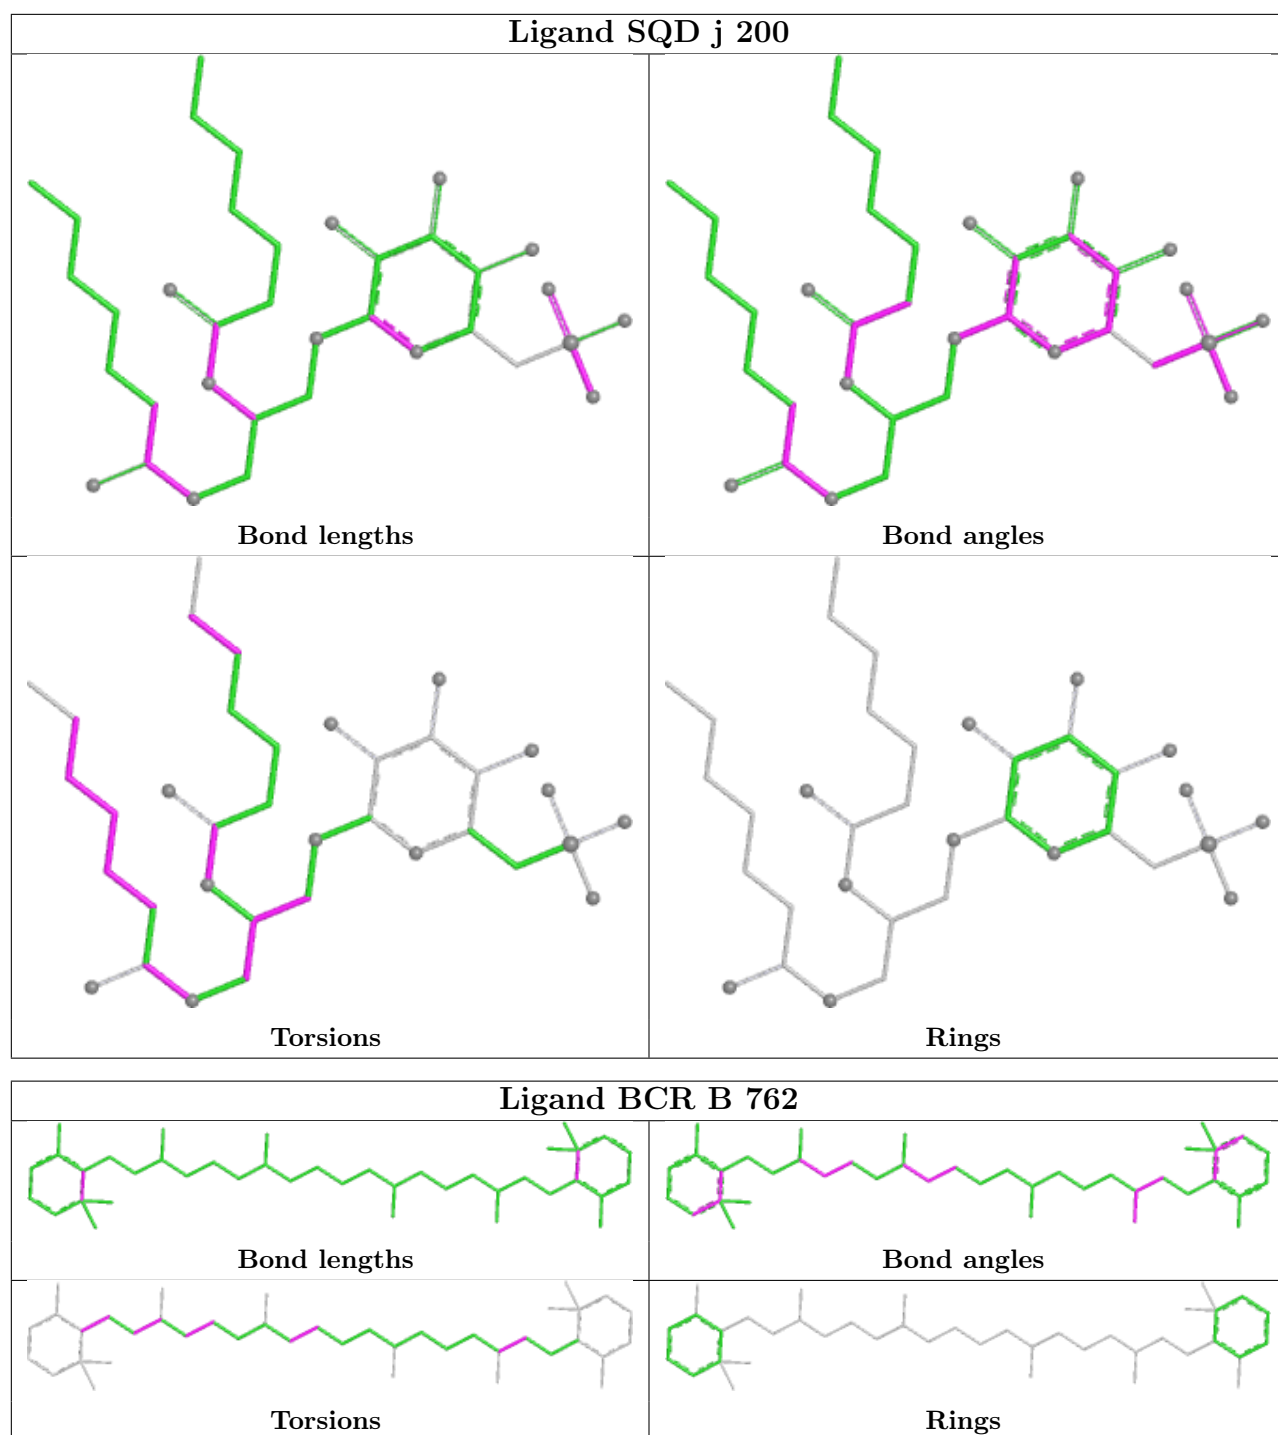 Ligand SQD j 200
Bond lengths
Bond angles
Torsions
Rings
Ligand BCR B 762
Bond lengths
Bond angles
Torsions
Rings